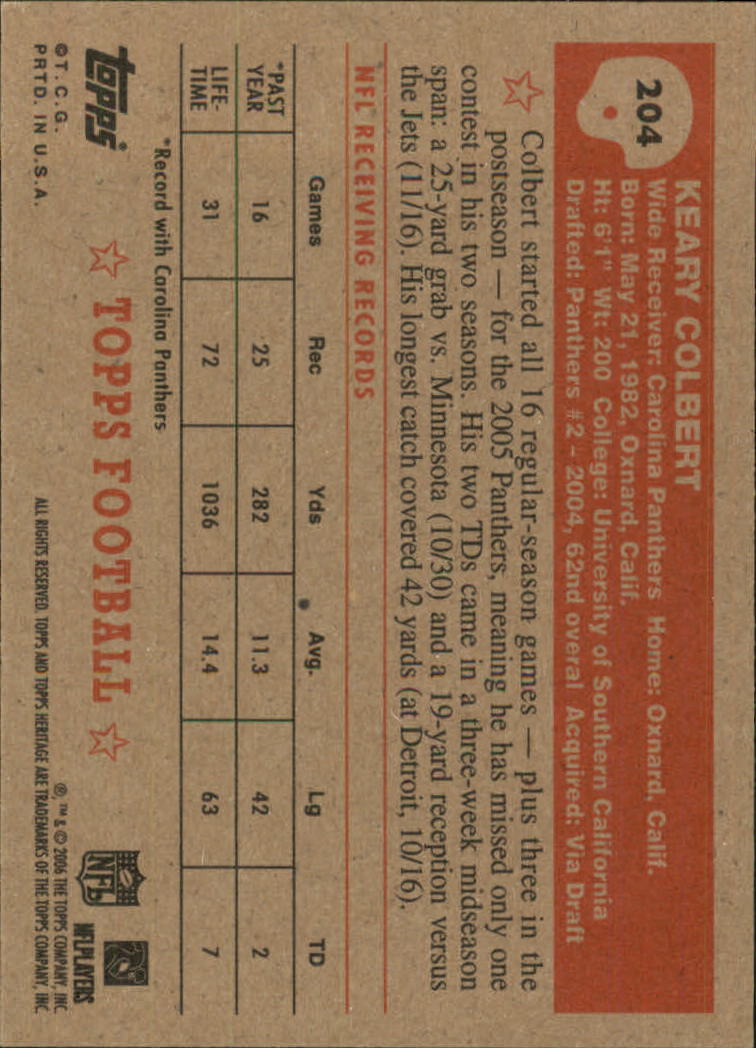 204
KEARY COLBERT
Wide Receiver: Carolina Panthers Home: Oxnard, Calif.
Born: May 21, 1982, Oxnard, Calif.
Ht: 6'1" Wt: 200 College: University of Southern California
Drafted: Panthers #2 - 2004, 62nd overal Acquired: Via Draft
Colbert started all 16 regular-season games — plus three in the
postseason — for the 2005 Panthers, meaning he has missed only one
contest in his two seasons. His two TDs came in a three-week midseason
span: a 25-yard grab vs. Minnesota (10/30) and a 19-yard reception versus
the Jets (11/16). His longest catch covered 42 yards (at Detroit, 10/16).
NFL RECEIVING RECORDS
Games Rec Yds Avg. Lg TD
*PAST YEAR 16 25 282 11.3 42 2
LIFE-TIME 31 72 1036 14.4 63 7
*Record with Carolina Panthers
topps
TOPPS FOOTBALL
NFL
NFLPLAYERS
©T.C.G.
PRTD. IN U.S.A.
®, ™ & © 2006 THE TOPPS COMPANY, INC.
ALL RIGHTS RESERVED. TOPPS AND TOPPS HERITAGE ARE TRADEMARKS OF THE TOPPS COMPANY, INC.